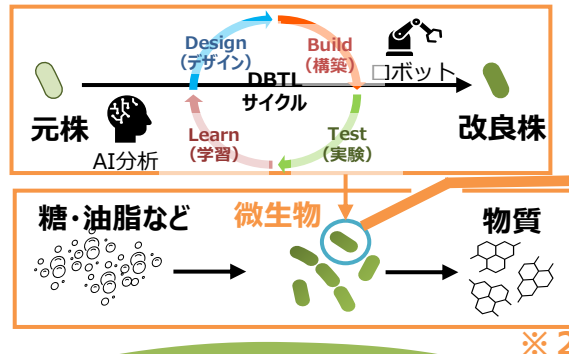 Design
(デザイン)
Build
(構築)
DBTL
サイクル
ロボット
元株
AI分析
Learn
(学習)
Test
(実験)
改良株
糖・油脂など
微生物
物質
※2